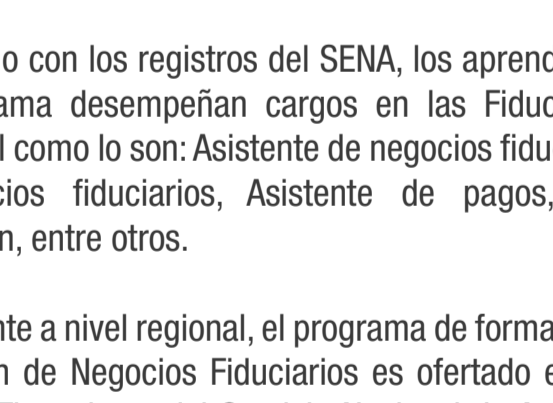 o con los registros del SENA, los aprend
ama desempeñan cargos en las Fiduc
l como lo son: Asistente de negocios fidu
cios fiduciarios, Asistente de pagos,
n, entre otros.
nte a nivel regional, el programa de forma
n de Negocios Fiduciarios es ofertado e